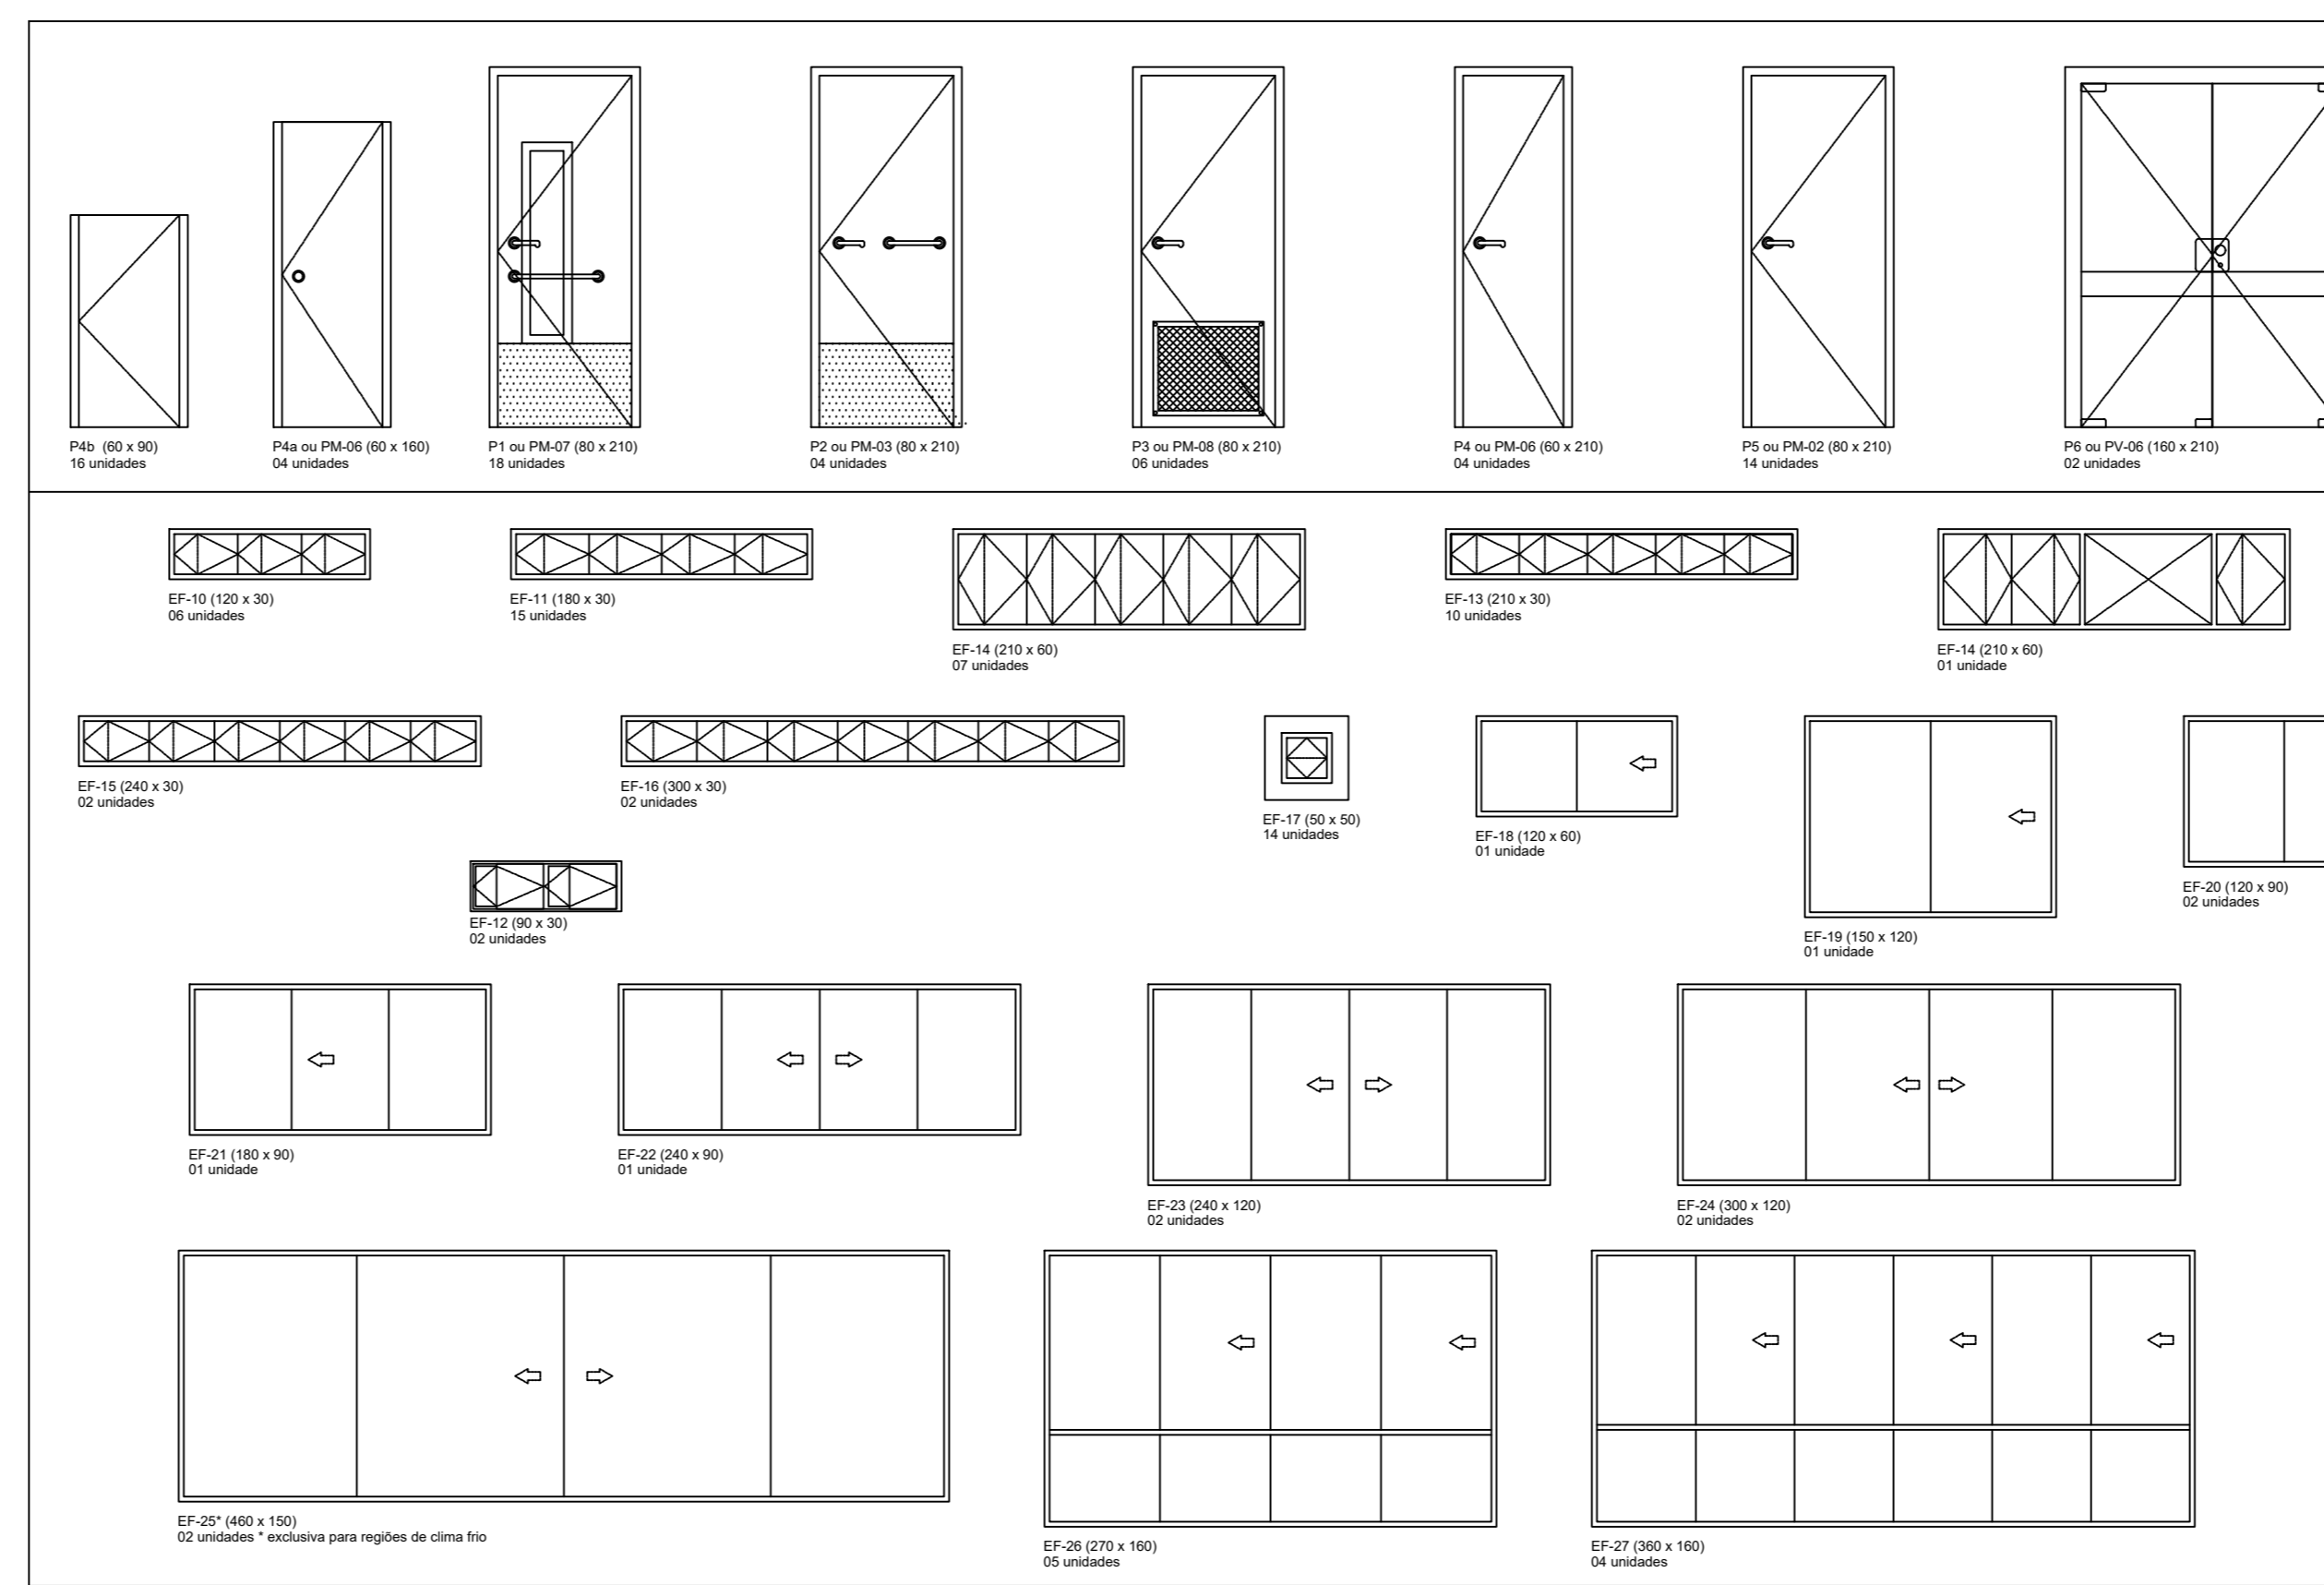 P4b (60 x 90)
16 unidades
P4a ou PM-06 (60 x 160)
04 unidades
P1 ou PM-07 (80 x 210)
18 unidades
P2 ou PM-03 (80 x 210)
04 unidades
P3 ou PM-08 (80 x 210)
06 unidades
P4 ou PM-06 (60 x 210)
04 unidades
P5 ou PM-02 (80 x 210)
14 unidades
P6 ou PV-06 (160 x 210)
02 unidades
EF-10 (120 x 30)
06 unidades
EF-11 (180 x 30)
15 unidades
EF-14 (210 x 60)
07 unidades
EF-13 (210 x 30)
10 unidades
EF-14 (210 x 60)
01 unidade
EF-15 (240 x 30)
02 unidades
EF-16 (300 x 30)
02 unidades
EF-17 (50 x 50)
14 unidades
EF-18 (120 x 60)
01 unidade
EF-19 (150 x 120)
01 unidade
EF-20 (120 x 90)
02 unidades
EF-12 (90 x 30)
02 unidades
EF-21 (180 x 90)
01 unidade
EF-22 (240 x 90)
01 unidade
EF-23 (240 x 120)
02 unidades
EF-24 (300 x 120)
02 unidades
EF-25* (460 x 150)
02 unidades * exclusiva para regiões de clima frio
EF-26 (270 x 160)
05 unidades
EF-27 (360 x 160)
04 unidades